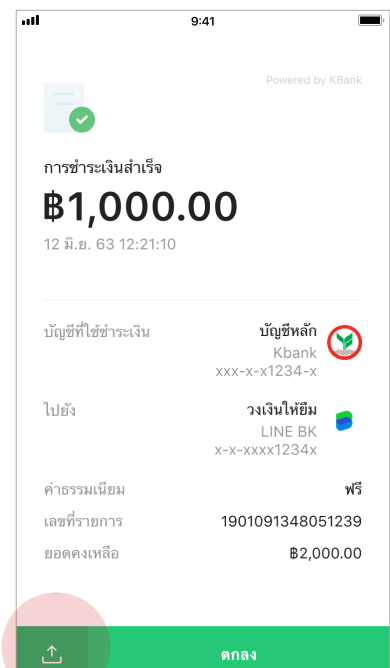 9:41
Powered by KBank
การชำระเงินสำเร็จ
฿1,000.00
12 มิ.ย. 63 12:21:10
บัญชีที่ใช้ชำระเงิน บัญชีหลัก
Kbank
xxx-x-x1234-x
ไปยัง วงเงินให้ยืม
LINE BK
x-x-xxxx1234x
ค่าธรรมเนียม ฟรี
เลขที่รายการ 1901091348051239
ยอดคงเหลือ ฿2,000.00
ตกลง